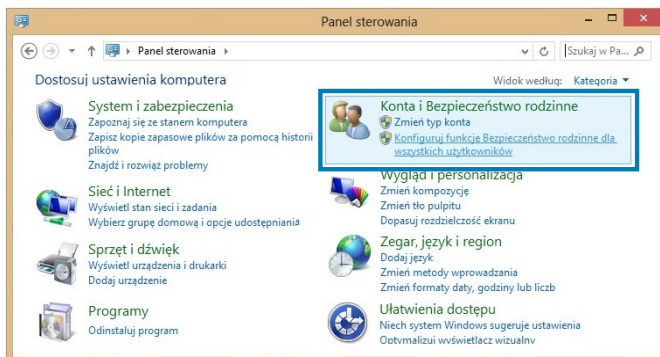 Panel sterowania
Panel sterowania
Szukaj w Pa...
Dostosuj ustawienia komputera
Widok według: Kategoria
System i zabezpieczenia
Zapoznaj się ze stanem komputera
Zapisz kopie zapasowe plików za pomocą historii
plików
Znajdź i rozwiąż problemy
Sieć i Internet
Wyświetl stan sieci i zadania
Wybierz grupę domową i opcje udostępniania
Sprzęt i dźwięk
Wyświetl urządzenia i drukarki
Dodaj urządzenie
Programy
Odinstaluj program
Konta i Bezpieczeństwo rodzinne
Zmień typ konta
Konfiguruj funkcję Bezpieczeństwo rodzinne dla
wszystkich użytkowników
Wygląd i personalizacja
Zmień kompozycję
Zmień tło pulpitu
Dopasuj rozdzielczość ekranu
Zegar, język i region
Dodaj język
Zmień metody wprowadzania
Zmień formaty daty, godziny lub liczb
Ułatwienia dostępu
Niech system Windows sugeruje ustawienia
Optymalizuj wyświetlacz wizualny